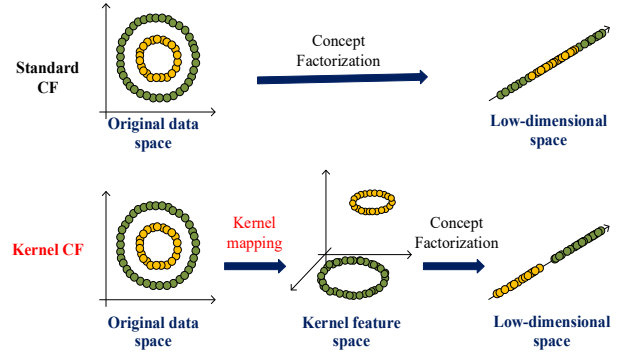 Standard
CF
Concept
Factorization
Original data
space
Low-dimensional
space
Kernel CF
Kernel
mapping
Concept
Factorization
Original data
space
Kernel feature
space
Low-dimensional
space